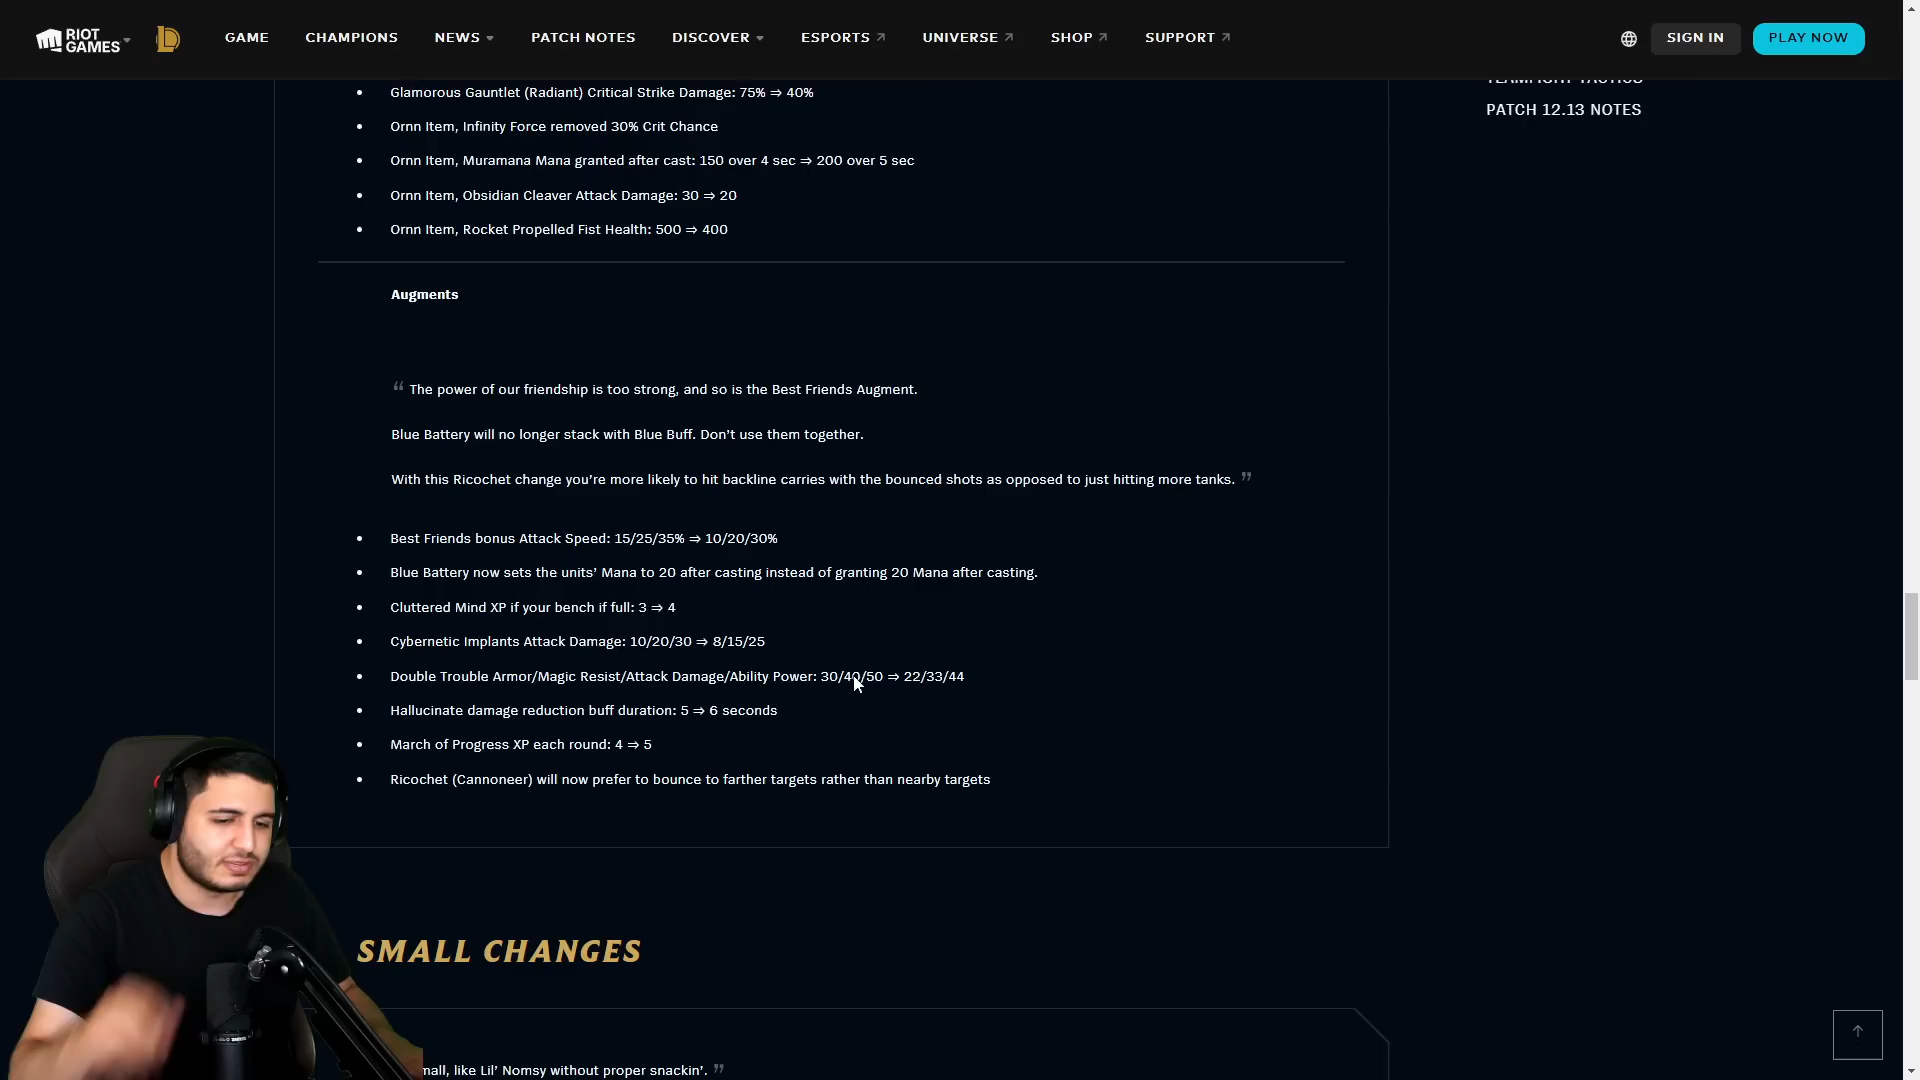 RIOT GAMES
GAME CHAMPIONS NEWS PATCH NOTES DISCOVER ESPORTS UNIVERSE SHOP SUPPORT SIGN IN PLAY NOW
TEAMFIGHT TACTICS
PATCH 12.13 NOTES
• Glamorous Gauntlet (Radiant) Critical Strike Damage: 75% ⇒ 40%
• Ornn Item, Infinity Force removed 30% Crit Chance
• Ornn Item, Muramana Mana granted after cast: 150 over 4 sec ⇒ 200 over 5 sec
• Ornn Item, Obsidian Cleaver Attack Damage: 30 ⇒ 20
• Ornn Item, Rocket Propelled Fist Health: 500 ⇒ 400
Augments
“ The power of our friendship is too strong, and so is the Best Friends Augment.
Blue Battery will no longer stack with Blue Buff. Don’t use them together.
With this Ricochet change you’re more likely to hit backline carries with the bounced shots as opposed to just hitting more tanks. ”
• Best Friends bonus Attack Speed: 15/25/35% ⇒ 10/20/30%
• Blue Battery now sets the units’ Mana to 20 after casting instead of granting 20 Mana after casting.
• Cluttered Mind XP if your bench if full: 3 ⇒ 4
• Cybernetic Implants Attack Damage: 10/20/30 ⇒ 8/15/25
• Double Trouble Armor/Magic Resist/Attack Damage/Ability Power: 30/40/50 ⇒ 22/33/44
• Hallucinate damage reduction buff duration: 5 ⇒ 6 seconds
• March of Progress XP each round: 4 ⇒ 5
• Ricochet (Cannoneer) will now prefer to bounce to farther targets rather than nearby targets
SMALL CHANGES
mall, like Lil’ Nomsy without proper snackin’. ”